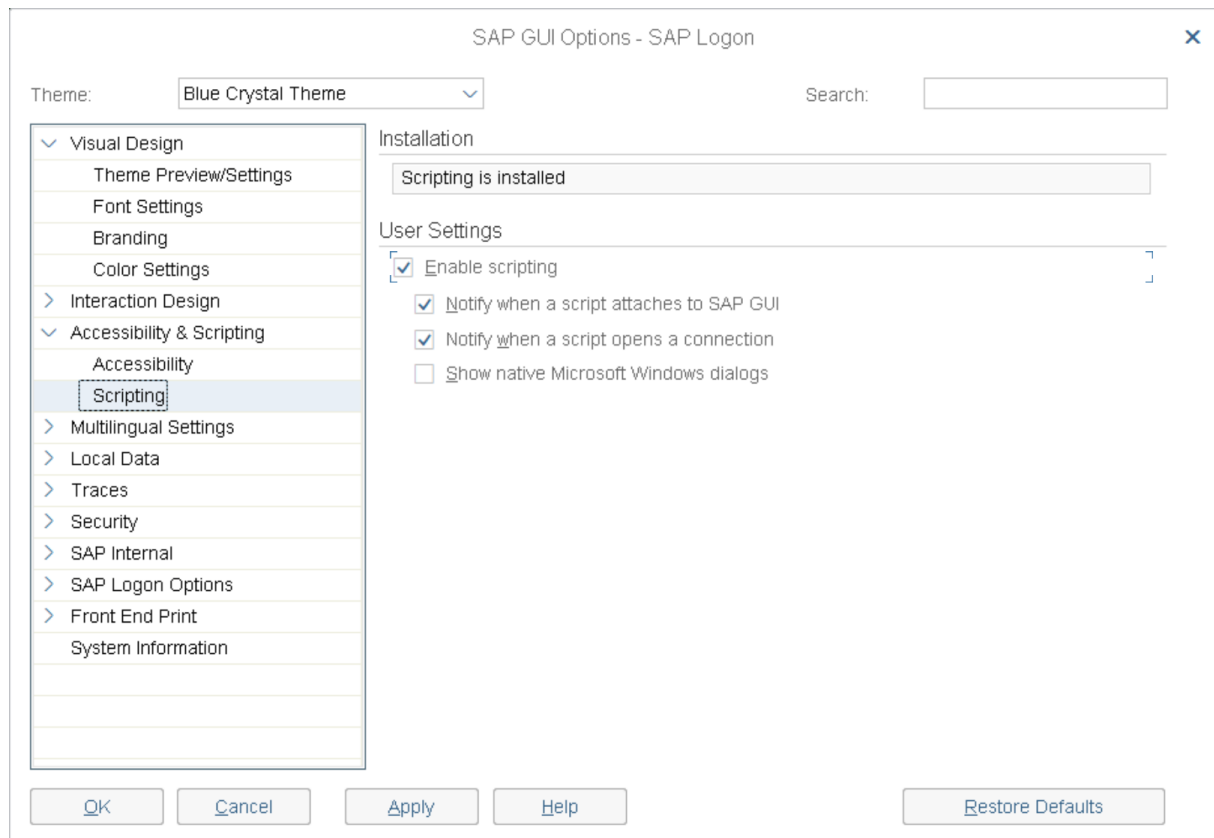 SAP GUI Options - SAP Logon
Theme: Blue Crystal Theme Search:
Visual Design
Theme Preview/Settings
Font Settings
Branding
Color Settings
Interaction Design
Accessibility & Scripting
Accessibility
Scripting
Multilingual Settings
Local Data
Traces
Security
SAP Internal
SAP Logon Options
Front End Print
System Information
Installation
Scripting is installed
User Settings
Enable scripting
Notify when a script attaches to SAP GUI
Notify when a script opens a connection
Show native Microsoft Windows dialogs
OK Cancel Apply Help Restore Defaults